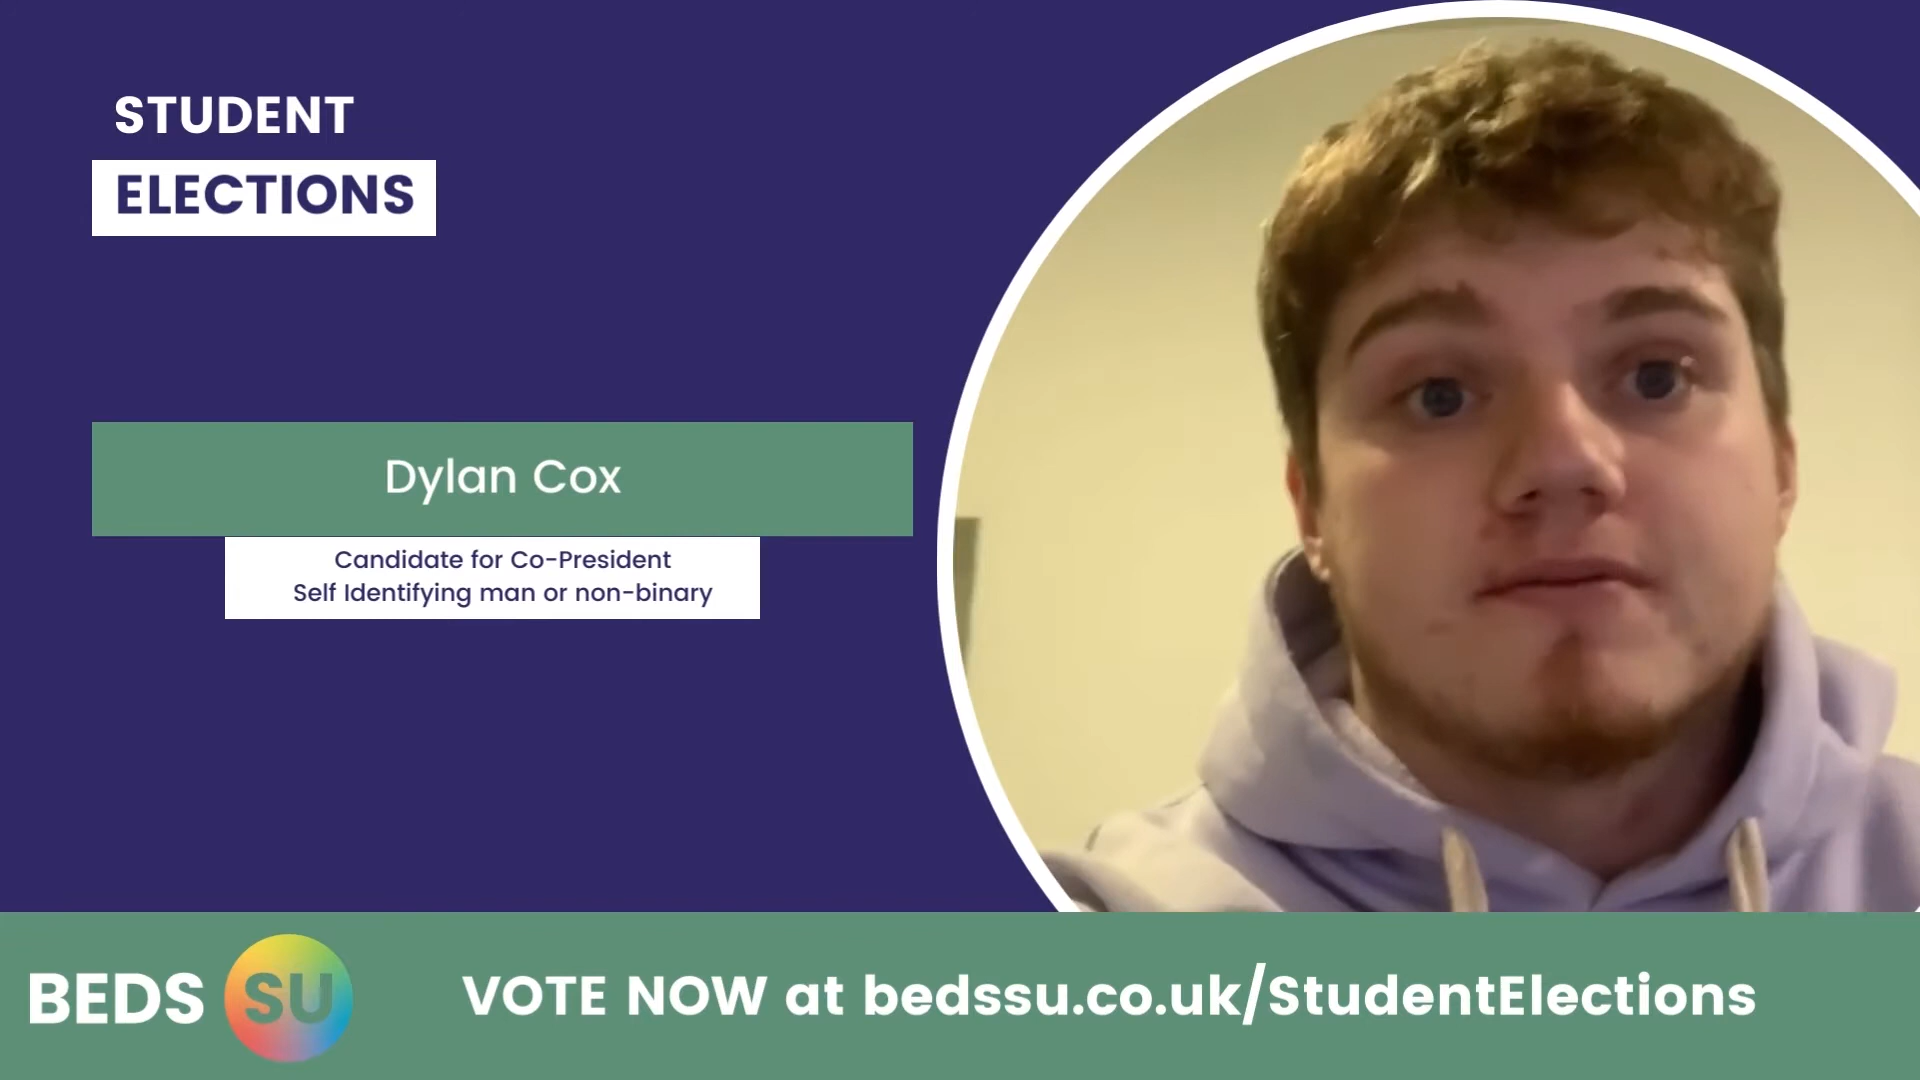 STUDENT
ELECTIONS
Dylan Cox
Candidate for Co-President
Self Identifying man or non-binary
BEDS SU
VOTE NOW at bedssu.co.uk/StudentElections